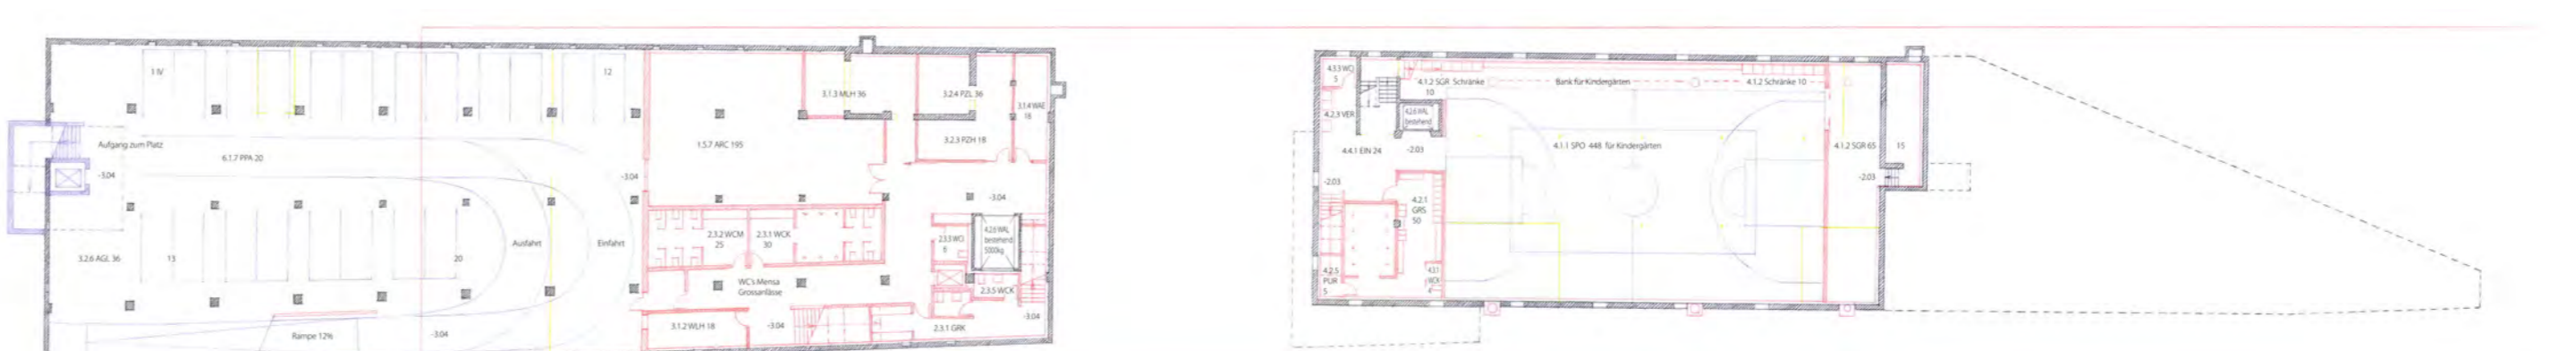 1 IV
12
Aufgang zum Platz
6.1.7 PPA 20
-3.04
-3.04
3.2.6 AGL 36
13
20
Ausfahrt
Einfahrt
Rampe 12%
-3.04
1.5.7 ARC 195
3.1.3 MLH 36
3.2.4 PZL 36
3.1.4 WAE
18
3.2.3 PZH 18
-3.04
2.3.2 WCM
25
2.3.1 WCK
30
2.3.3 WO
6
4.2.6 WAL
bestehend
5000kg
WC's Mensa
Grossanlässe
2.3.5 WCK
3.1.2 WLH 18
-3.04
2.3.1 GRK
-3.04
4.3.3 WO
5
4.1.2 SGR Schränke
10
Bank für Kindergärten
4.1.2 Schränke 10
4.2.3 VER
4.2.6 WAL
bestehend
4.4.1 EIN 24
-2.03
4.1.1 SPO 448 für Kindergärten
4.1.2 SGR 65
15
-2.03
-2.03
4.2.1
GRS
50
4.2.5
PUR
5